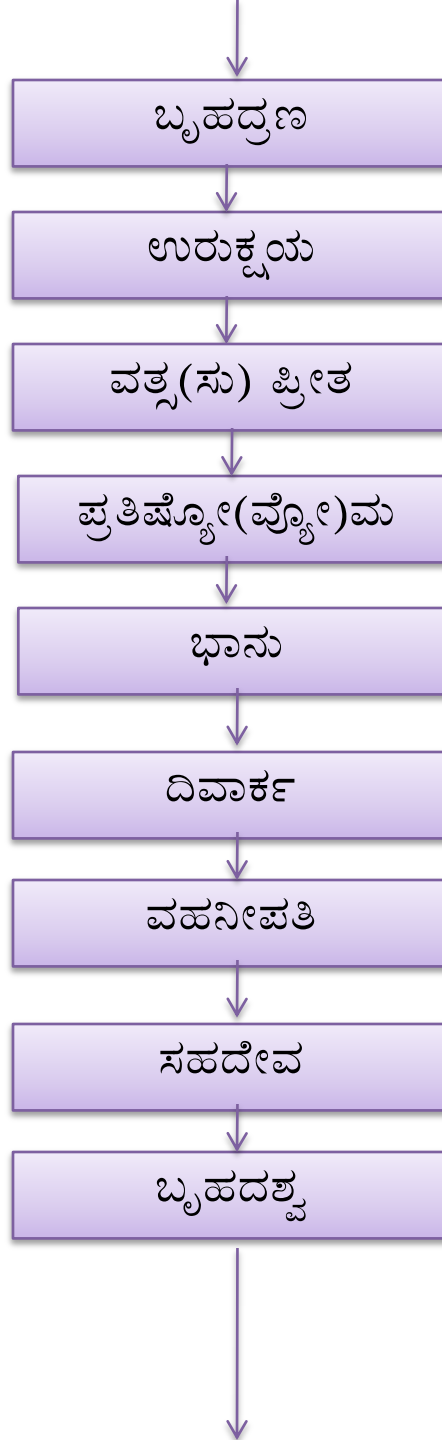 ಬೃಹದ್ರಣ
ಉರುಕ್ಷಯ
ವತ್ಸ(ಸು) ಪ್ರೀತ
ಪ್ರತಿಷ್ಯೋ(ವ್ಯೋ)ಮ
ಭಾನು
ದಿವಾರ್ಕ
ವಹನೀಪತಿ
ಸಹದೇವ
ಬೃಹದಶ್ವ